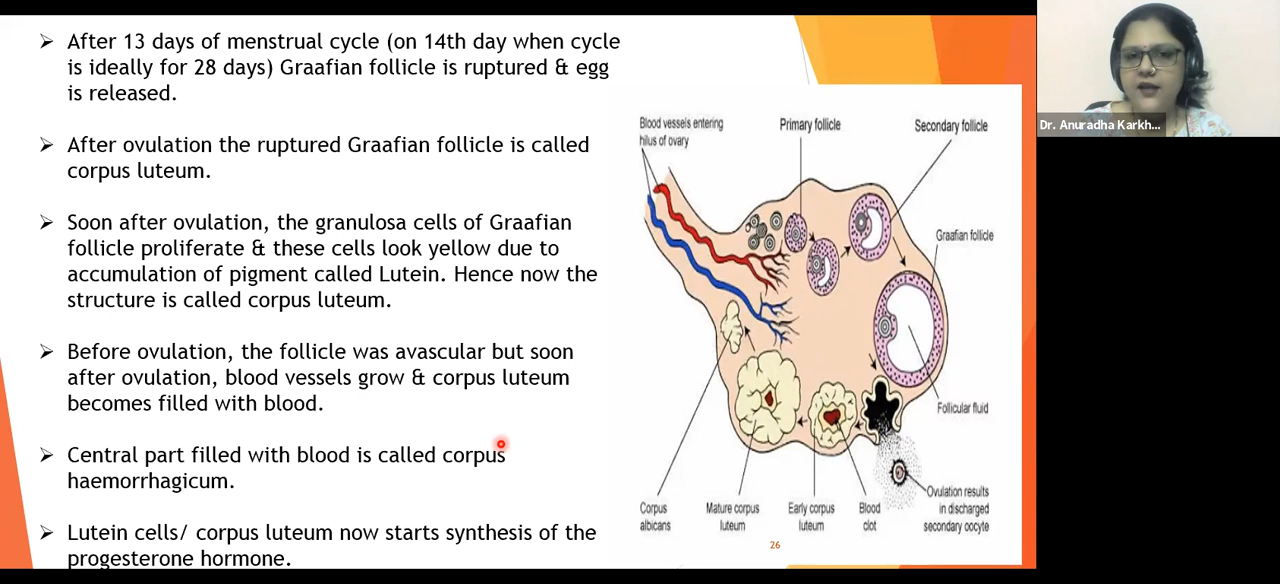 ➢ After 13 days of menstrual cycle (on 14th day when cycle
is ideally for 28 days) Graafian follicle is ruptured & egg
is released.
➢ After ovulation the ruptured Graafian follicle is called
corpus luteum.
➢ Soon after ovulation, the granulosa cells of Graafian
follicle proliferate & these cells look yellow due to
accumulation of pigment called Lutein. Hence now the
structure is called corpus luteum.
➢ Before ovulation, the follicle was avascular but soon
after ovulation, blood vessels grow & corpus luteum
becomes filled with blood.
➢ Central part filled with blood is called corpus
haemorrhagicum.
➢ Lutein cells/ corpus luteum now starts synthesis of the
progesterone hormone.
Blood vessels entering
hilus of ovary
Primary follicle
Secondary follicle
Graafian follicle
Follicular fluid
Ovulation results
in discharged
secondary oocyte
Corpus
albicans
Mature corpus
luteum
Early corpus
luteum
Blood
clot
26
Dr. Anuradha Karkh...